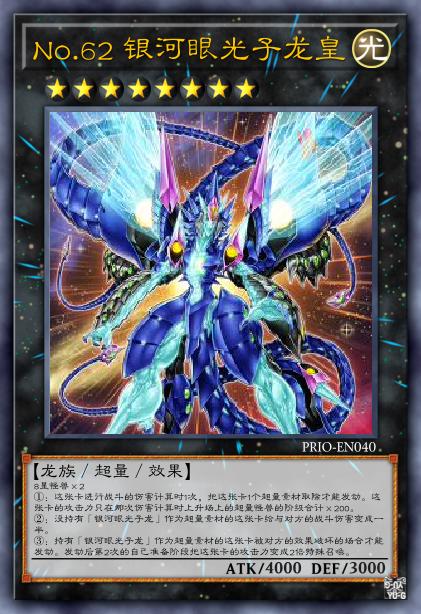 No.62 银河眼光子龙皇
光
PRIO-EN040
【龙族／超量／效果】
8星怪兽×2
①：这张卡进行战斗的伤害计算时1次，把这张卡1个超量素材取除才能发动。这
张卡的攻击力只在那次伤害计算时上升场上的超量怪兽的阶级合计×200。
②：没持有「银河眼光子龙」作为超量素材的这张卡给与对方的战斗伤害变成一
半。
③：持有「银河眼光子龙」作为超量素材的这张卡被对方的效果破坏的场合才能
发动。发动后第2次的自己准备阶段把这张卡的攻击力变成2倍特殊召唤。
ATK/4000 DEF/3000